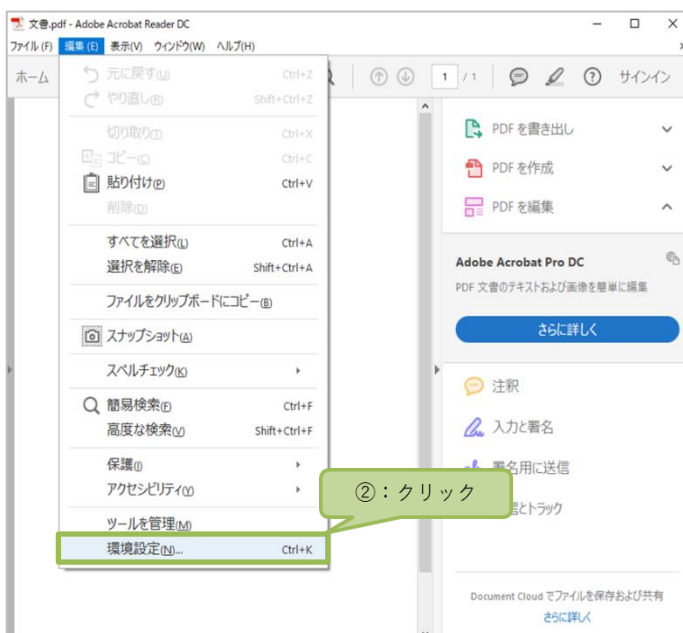 文書.pdf - Adobe Acrobat Reader DC
ファイル(F) 編集(E) 表示(V) ウィンドウ(W) ヘルプ(H)
ホーム 1 / 1 サインイン
元に戻す(U) Ctrl+Z
やり直し(R) Shift+Ctrl+Z
切り取り(T) Ctrl+X
コピー(C) Ctrl+C
貼り付け(P) Ctrl+V
削除(D)
すべてを選択(L) Ctrl+A
選択を解除(E) Shift+Ctrl+A
ファイルをクリップボードにコピー(B)
スナップショット(A)
スペルチェック(K)
簡易検索(F) Ctrl+F
高度な検索(V) Shift+Ctrl+F
保護(I)
アクセシビリティ(Y)
ツールを管理(M)
環境設定(N)... Ctrl+K
②：クリック
PDF を書き出し
PDF を作成
PDF を編集
Adobe Acrobat Pro DC
PDF 文書のテキストおよび画像を簡単に編集
さらに詳しく
注釈
入力と署名
署名用に送信
信とトラック
Document Cloud でファイルを保存および共有
さらに詳しく